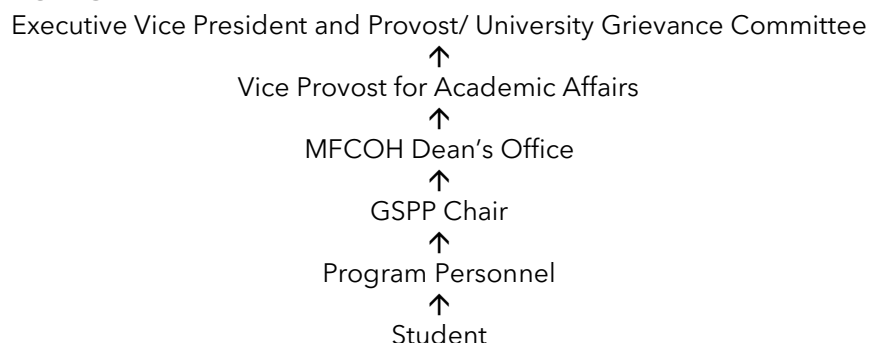 Executive Vice President and Provost/ University Grievance Committee
↑
Vice Provost for Academic Affairs
↑
MFCOH Dean’s Office
↑
GSPP Chair
↑
Program Personnel
↑
Student